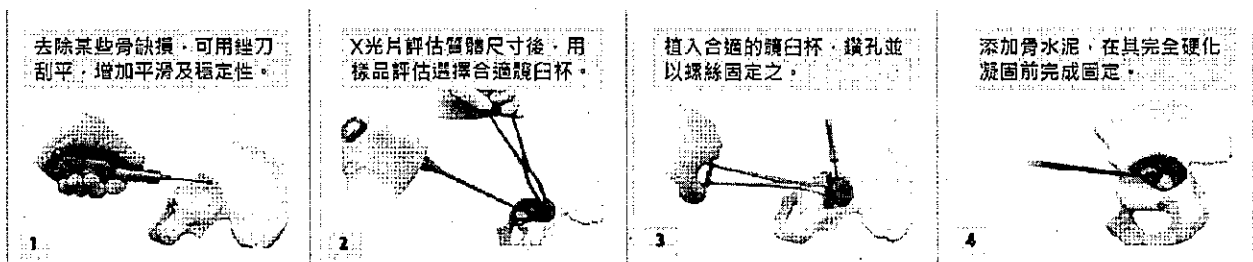 去除某些骨缺損，可用銼刀
刮平，增加平滑及穩定性。
X光片評估質體尺寸後，用
樣品評估選擇合適髖臼杯。
植入合適的髖臼杯，鑽孔並
以螺絲固定之。
添加骨水泥，在其完全硬化
凝固前完成固定。
1
2
3
4